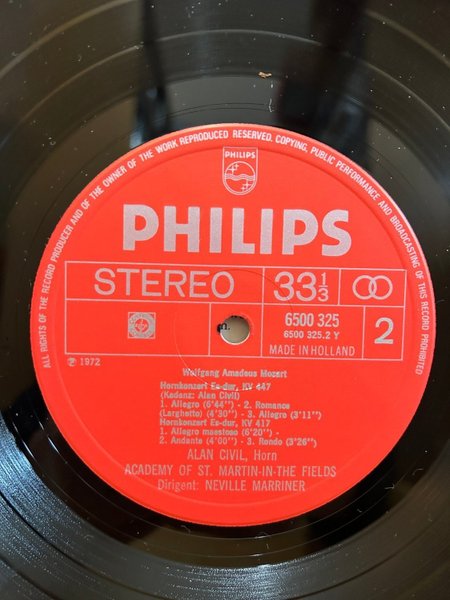 ALL RIGHTS OF THE RECORD PRODUCER AND OF THE OWNER OF THE WORK REPRODUCED RESERVED. COPYING, PUBLIC PERFORMANCE AND BROADCASTING OF THIS RECORD PROHIBITED
PHILIPS
PHILIPS
STEREO 33 1/3
6500 325
6500 325.2 Y
2
MADE IN HOLLAND
℗ 1972
Wolfgang Amadeus Mozart
Hornkonzert Es-dur, KV 447
(Kadenz: Alan Civil)
1. Allegro (6'44") - 2. Romance
(Larghetto) (4'30") - 3. Allegro (3'11")
Hornkonzert Es-dur, KV 417
1. Allegro maestoso (6'20") -
2. Andante (4'00") - 3. Rondo (3'26")
ALAN CIVIL, Horn
ACADEMY OF ST. MARTIN-IN-THE FIELDS
Dirigent: NEVILLE MARRINER